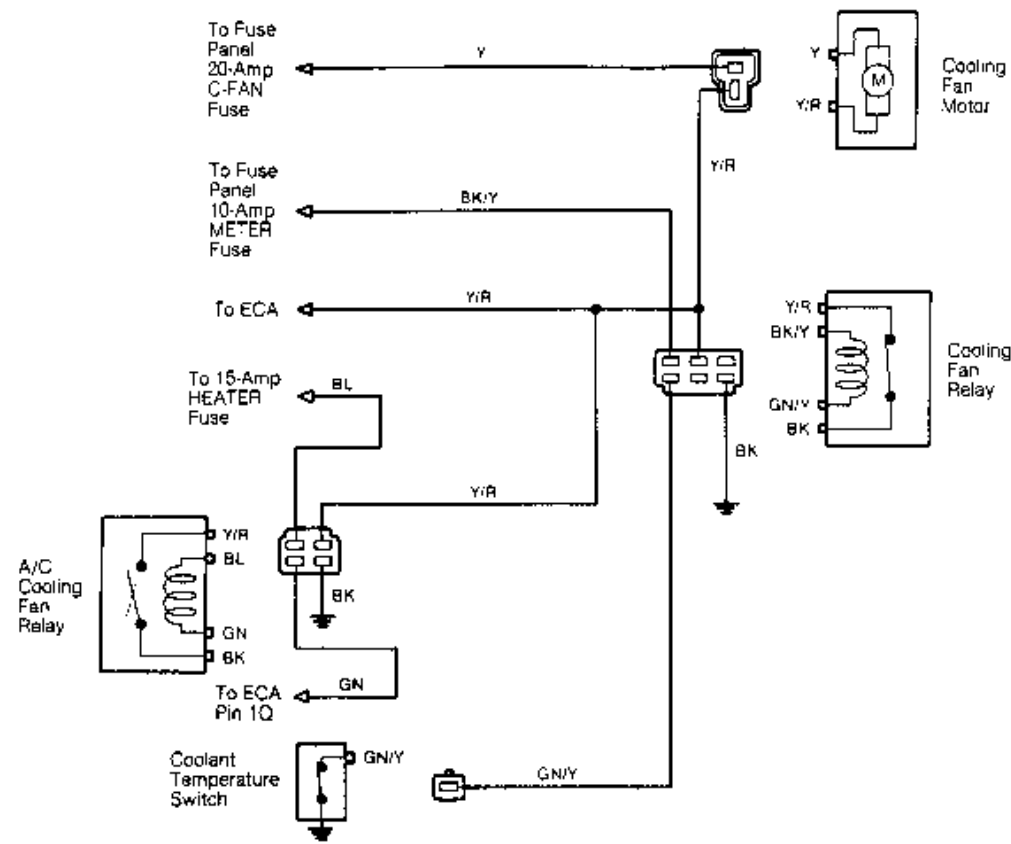 To Fuse
Panel
20-Amp
C-FAN
Fuse
Y
Y
M
Y/R
Cooling
Fan
Motor
Y/R
To Fuse
Panel
10-Amp
METER
Fuse
BK/Y
To ECA
Y/R
Y/R
BK/Y
GN/Y
BK
Cooling
Fan
Relay
To 15-Amp
HEATER
Fuse
BL
BK
Y/R
A/C
Cooling
Fan
Relay
Y/R
BL
GN
BK
BK
To ECA
Pin 1Q
GN
Coolant
Temperature
Switch
GN/Y
GN/Y